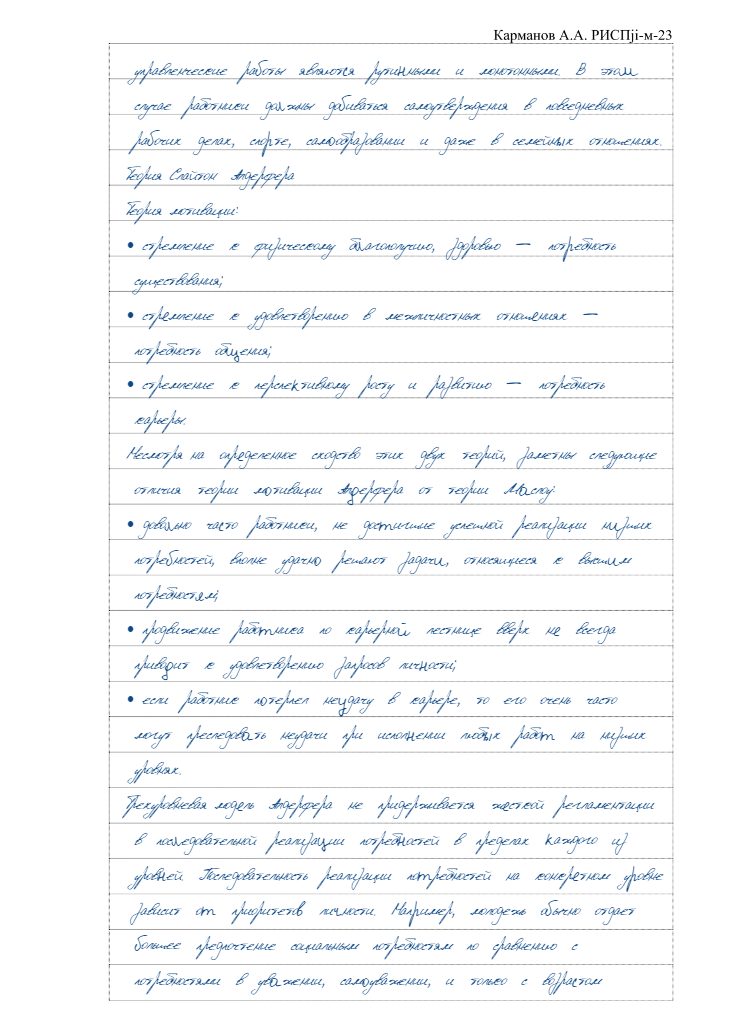 Карманов А.А. РИСПji-м-23
управленческие работы являются рутинными и монотонными. В этом
случае работники должны добиваться самоутверждения в повседневных
рабочих делах, спорте, самообразовании и даже в семейных отношениях.
Теория Слайтон Алдерфера
Теория мотивации:
• стремление к физическому благополучию, здоровью — потребность
существования;
• стремление к удовлетворению в межличностных отношениях —
потребность общения;
• стремление к перспективному росту и развитию — потребность
карьеры.
Несмотря на определенное сходство этих двух теорий, заметны следующие
отличия теории мотивации Алдерфера от теории Маслоу:
• довольно часто работники, не достигшие успешной реализации низших
потребностей, вполне удачно решают задачи, относящиеся к высшим
потребностям;
• продвижение работника по карьерной лестнице вверх не всегда
приводит к удовлетворению запросов личности;
• если работник потерпел неудачу в карьере, то его очень часто
могут преследовать неудачи при исполнении любых работ на низших
уровнях.
Трехуровневая модель Алдерфера не придерживается жесткой регламентации
в последовательной реализации потребностей в пределах каждого из
уровней. Последовательность реализации потребностей на конкретном уровне
зависит от приоритетов личности. Например, молодежь обычно отдает
большее предпочтение социальным потребностям по сравнению с
потребностями в уважении, самоуважении, и только с возрастом